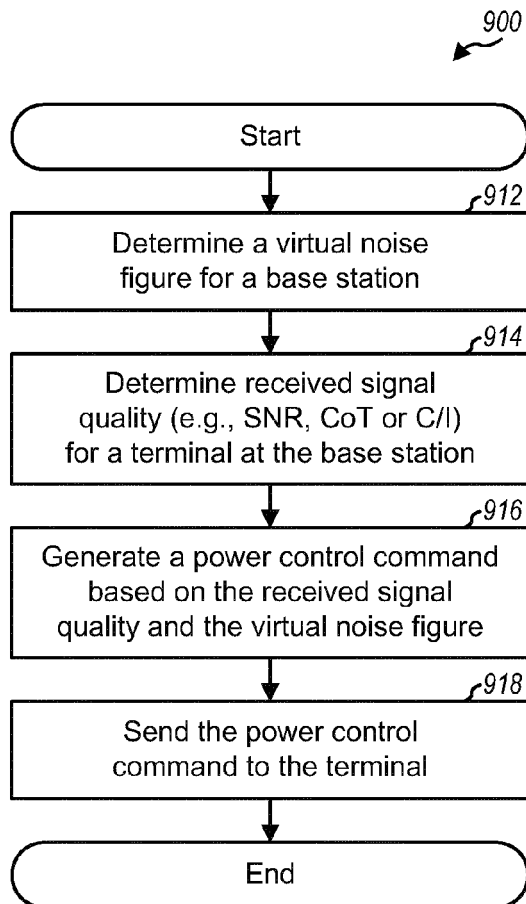 900
Start
912
Determine a virtual noise
figure for a base station
914
Determine received signal
quality (e.g., SNR, CoT or C/I)
for a terminal at the base station
916
Generate a power control command
based on the received signal
quality and the virtual noise figure
918
Send the power control
command to the terminal
End